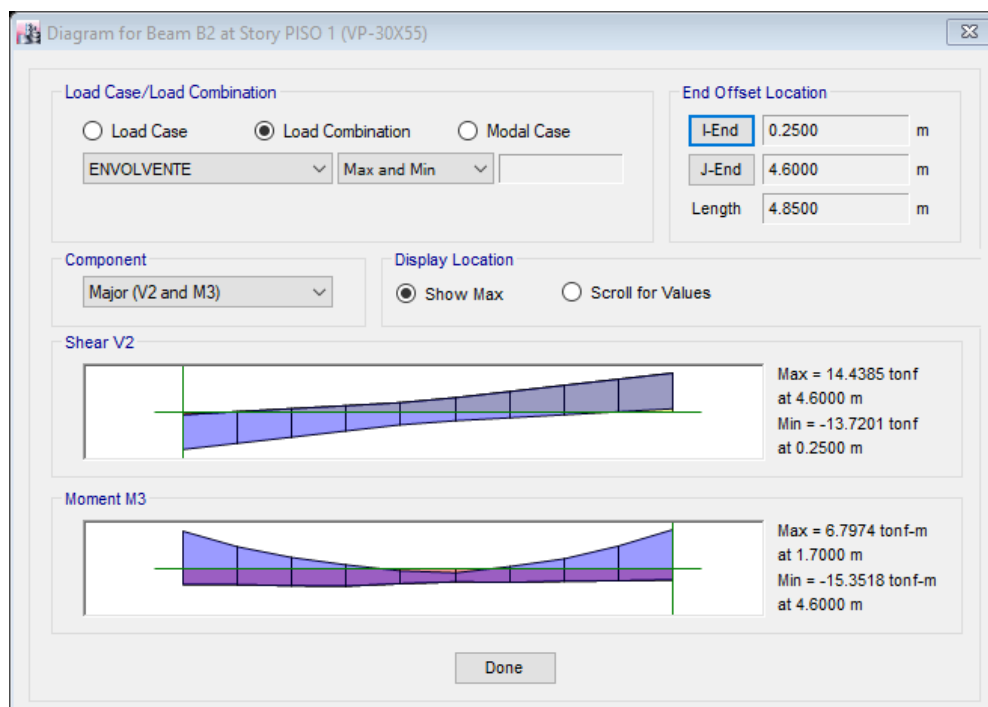 Diagram for Beam B2 at Story PISO 1 (VP-30X55)
Load Case/Load Combination
Load Case Load Combination Modal Case
ENVOLVENTE Max and Min
End Offset Location
I-End 0.2500 m
J-End 4.6000 m
Length 4.8500 m
Component
Major (V2 and M3)
Display Location
Show Max Scroll for Values
Shear V2
Max = 14.4385 tonf
at 4.6000 m
Min = -13.7201 tonf
at 0.2500 m
Moment M3
Max = 6.7974 tonf-m
at 1.7000 m
Min = -15.3518 tonf-m
at 4.6000 m
Done